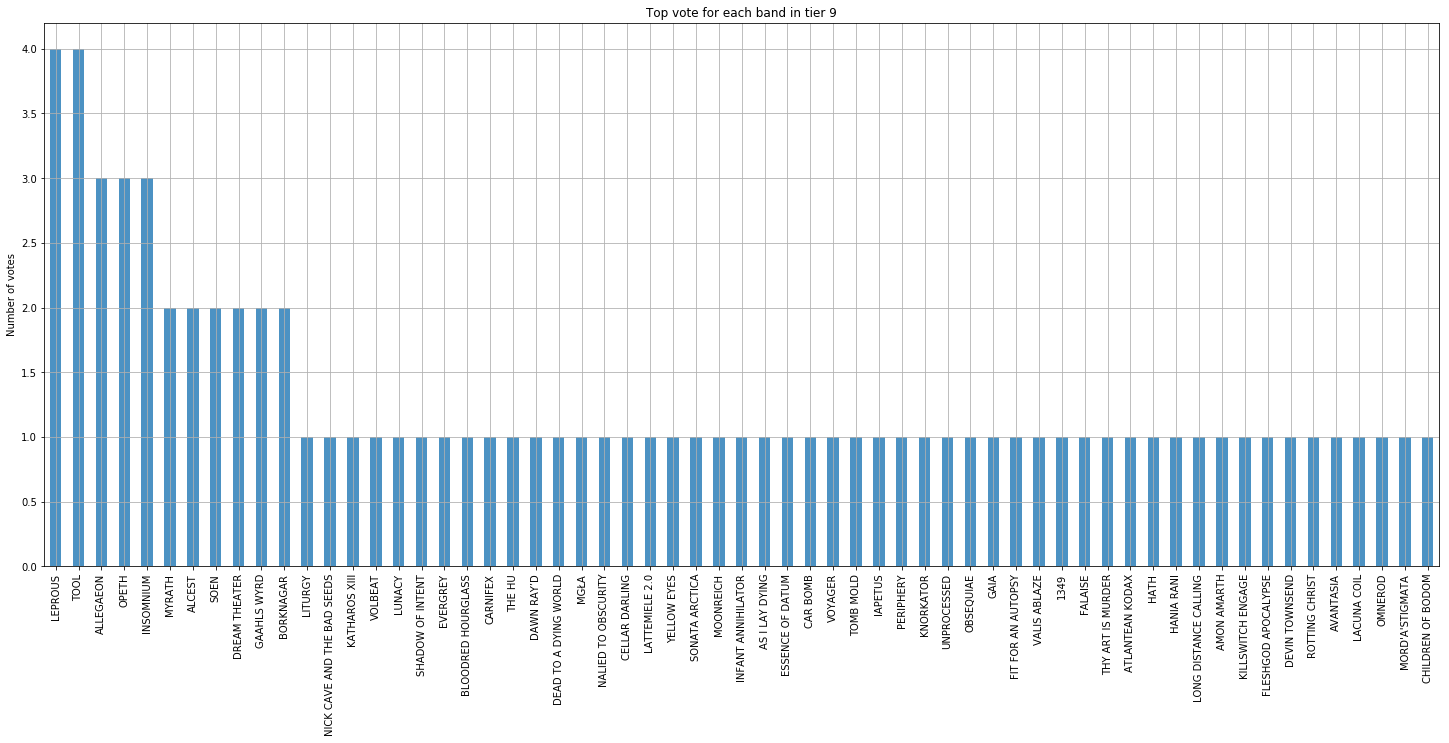 Top vote for each band in tier 9
Number of votes
4.0
3.5
3.0
2.5
2.0
1.5
1.0
0.5
0.0
LEPROUS
TOOL
ALLEGAEON
OPETH
INSOMNIUM
MYRATH
ALCEST
SOEN
DREAM THEATER
GAAHLS WYRD
BORKNAGAR
LITURGY
NICK CAVE AND THE BAD SEEDS
KATHAROS XIII
VOLBEAT
LUNACY
SHADOW OF INTENT
EVERGREY
BLOODRED HOURGLASS
CARNIFEX
THE HU
DAWN RAY'D
DEAD TO A DYING WORLD
MGŁA
NALIED TO OBSCURITY
CELLAR DARLING
LATTEMIELE 2.0
YELLOW EYES
SONATA ARCTICA
MOONREICH
INFANT ANNIHILATOR
AS I LAY DYING
ESSENCE OF DATUM
CAR BOMB
VOYAGER
TOMB MOLD
IAPETUS
PERIPHERY
KNORKATOR
UNPROCESSED
OBSEQUIAE
GAIA
FIT FOR AN AUTOPSY
VALIS ABLAZE
1349
FALAISE
THY ART IS MURDER
ATLANTEAN KODAX
HATH
HANIA RANI
LONG DISTANCE CALLING
AMON AMARTH
KILLSWITCH ENGAGE
FLESHGOD APOCALYPSE
DEVIN TOWNSEND
ROTTING CHRIST
AVANTASIA
LACUNA COIL
OMNEROD
MORD'A'STIGMATA
CHILDREN OF BODOM